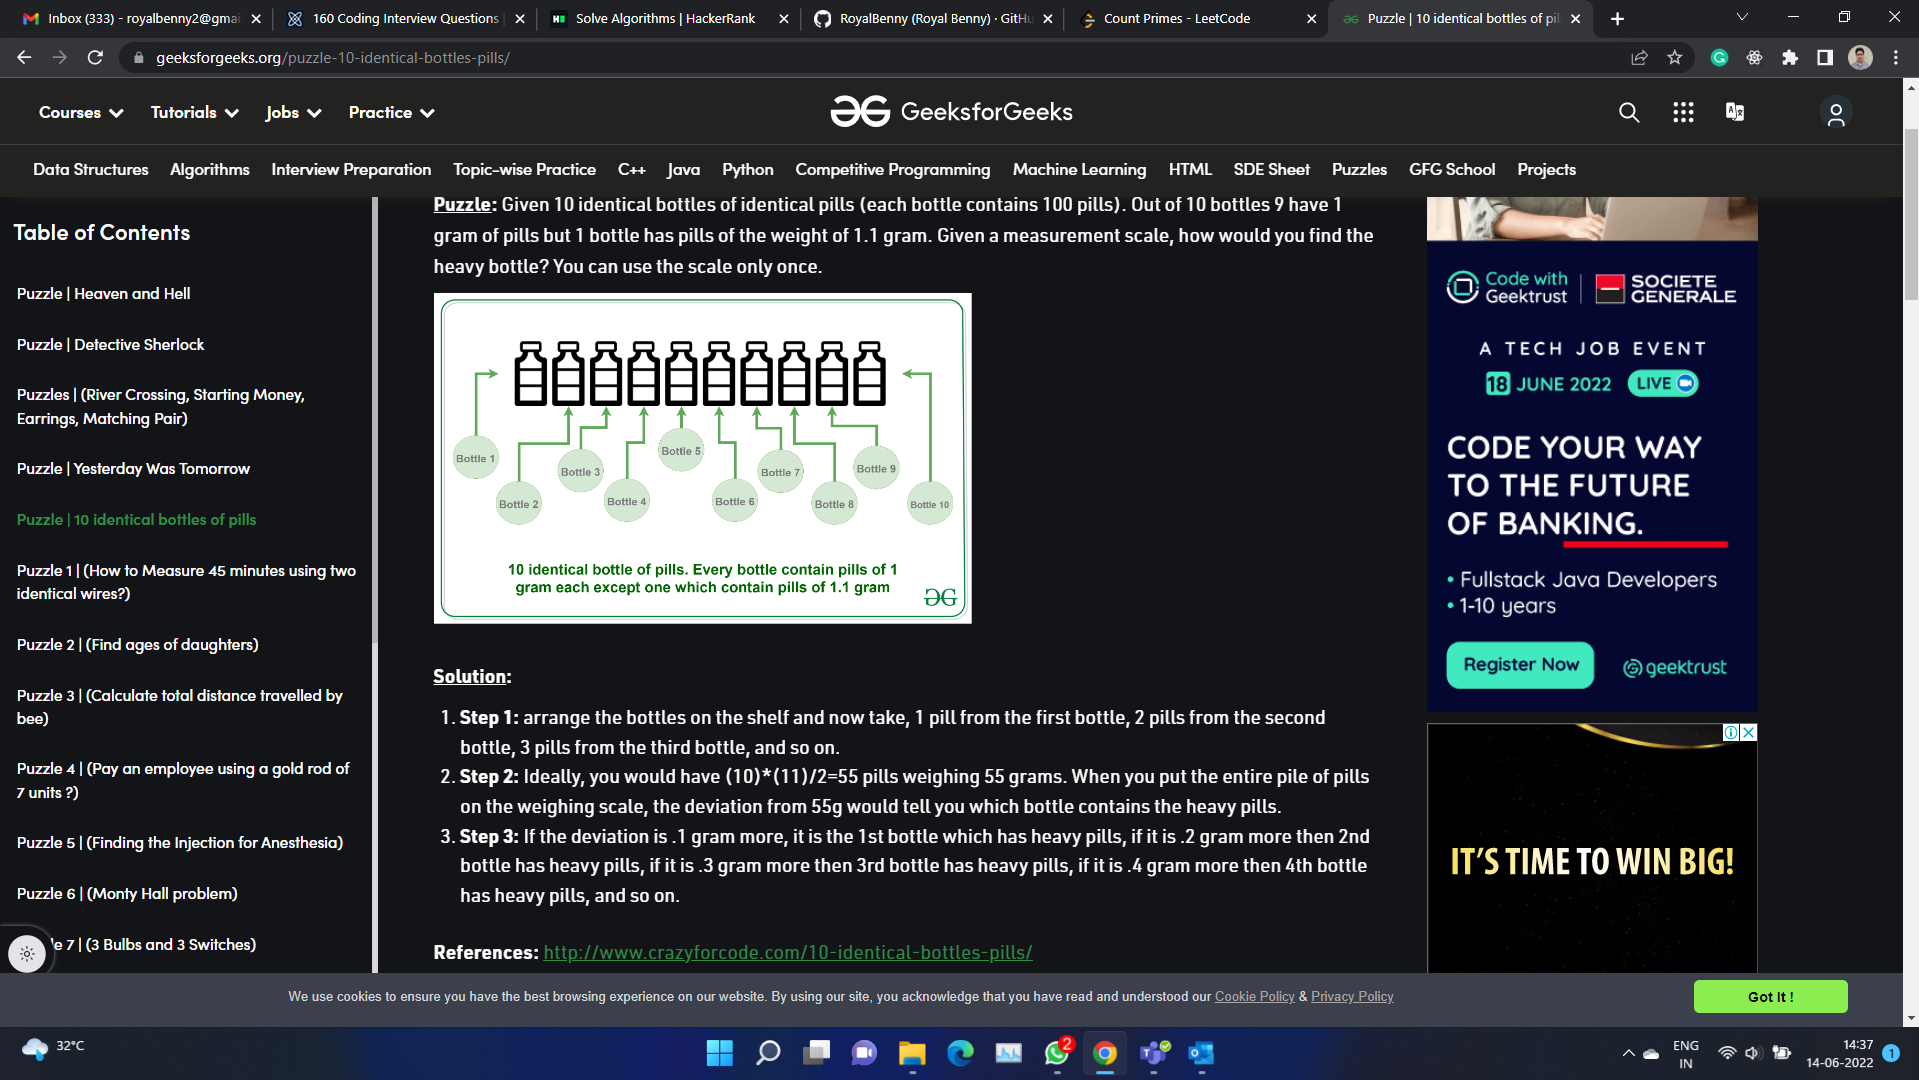 Inbox (333) - royalbenny2@gmai
160 Coding Interview Questions
Solve Algorithms | HackerRank
RoyalBenny (Royal Benny) · GitHu
Count Primes - LeetCode
Puzzle | 10 identical bottles of pil
geeksforgeeks.org/puzzle-10-identical-bottles-pills/
Courses
Tutorials
Jobs
Practice
GeeksforGeeks
Data Structures
Algorithms
Interview Preparation
Topic-wise Practice
C++
Java
Python
Competitive Programming
Machine Learning
HTML
SDE Sheet
Puzzles
GFG School
Projects
Table of Contents
Puzzle | Heaven and Hell
Puzzle | Detective Sherlock
Puzzles | (River Crossing, Starting Money,
Earrings, Matching Pair)
Puzzle | Yesterday Was Tomorrow
Puzzle | 10 identical bottles of pills
Puzzle 1 | (How to Measure 45 minutes using two
identical wires?)
Puzzle 2 | (Find ages of daughters)
Puzzle 3 | (Calculate total distance travelled by
bee)
Puzzle 4 | (Pay an employee using a gold rod of
7 units ?)
Puzzle 5 | (Finding the Injection for Anesthesia)
Puzzle 6 | (Monty Hall problem)
le 7 | (3 Bulbs and 3 Switches)
Puzzle: Given 10 identical bottles of identical pills (each bottle contains 100 pills). Out of 10 bottles 9 have 1
gram of pills but 1 bottle has pills of the weight of 1.1 gram. Given a measurement scale, how would you find the
heavy bottle? You can use the scale only once.
Bottle 1
Bottle 2
Bottle 3
Bottle 4
Bottle 5
Bottle 6
Bottle 7
Bottle 8
Bottle 9
Bottle 10
10 identical bottle of pills. Every bottle contain pills of 1
gram each except one which contain pills of 1.1 gram
Solution:
1. Step 1: arrange the bottles on the shelf and now take, 1 pill from the first bottle, 2 pills from the second
bottle, 3 pills from the third bottle, and so on.
2. Step 2: Ideally, you would have (10)*(11)/2=55 pills weighing 55 grams. When you put the entire pile of pills
on the weighing scale, the deviation from 55g would tell you which bottle contains the heavy pills.
3. Step 3: If the deviation is .1 gram more, it is the 1st bottle which has heavy pills, if it is .2 gram more then 2nd
bottle has heavy pills, if it is .3 gram more then 3rd bottle has heavy pills, if it is .4 gram more then 4th bottle
has heavy pills, and so on.
References: http://www.crazyforcode.com/10-identical-bottles-pills/
Code with
Geektrust
SOCIETE
GENERALE
A TECH JOB EVENT
18 JUNE 2022 LIVE
CODE YOUR WAY
TO THE FUTURE
OF BANKING.
• Fullstack Java Developers
• 1-10 years
Register Now
geektrust
IT'S TIME TO WIN BIG!
We use cookies to ensure you have the best browsing experience on our website. By using our site, you acknowledge that you have read and understood our Cookie Policy & Privacy Policy
Got It !
32°C
2
ENG
IN
14:37
14-06-2022
1